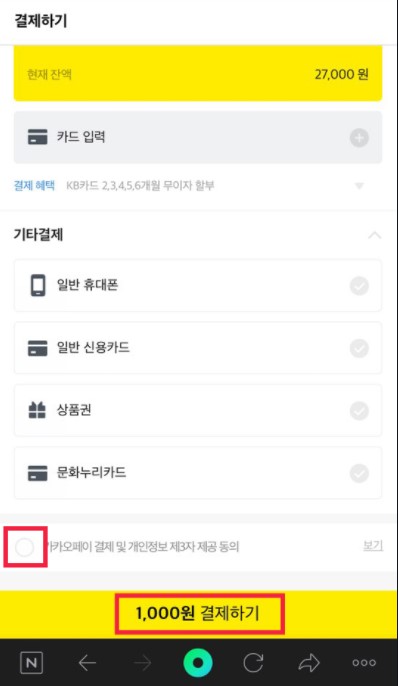 결제하기
현재 잔액 27,000 원
카드 입력
결제 혜택 KB카드 2,3,4,5,6개월 무이자 할부
기타결제
일반 휴대폰
일반 신용카드
상품권
문화누리카드
카카오페이 결제 및 개인정보 제3자 제공 동의 보기
1,000원 결제하기
N